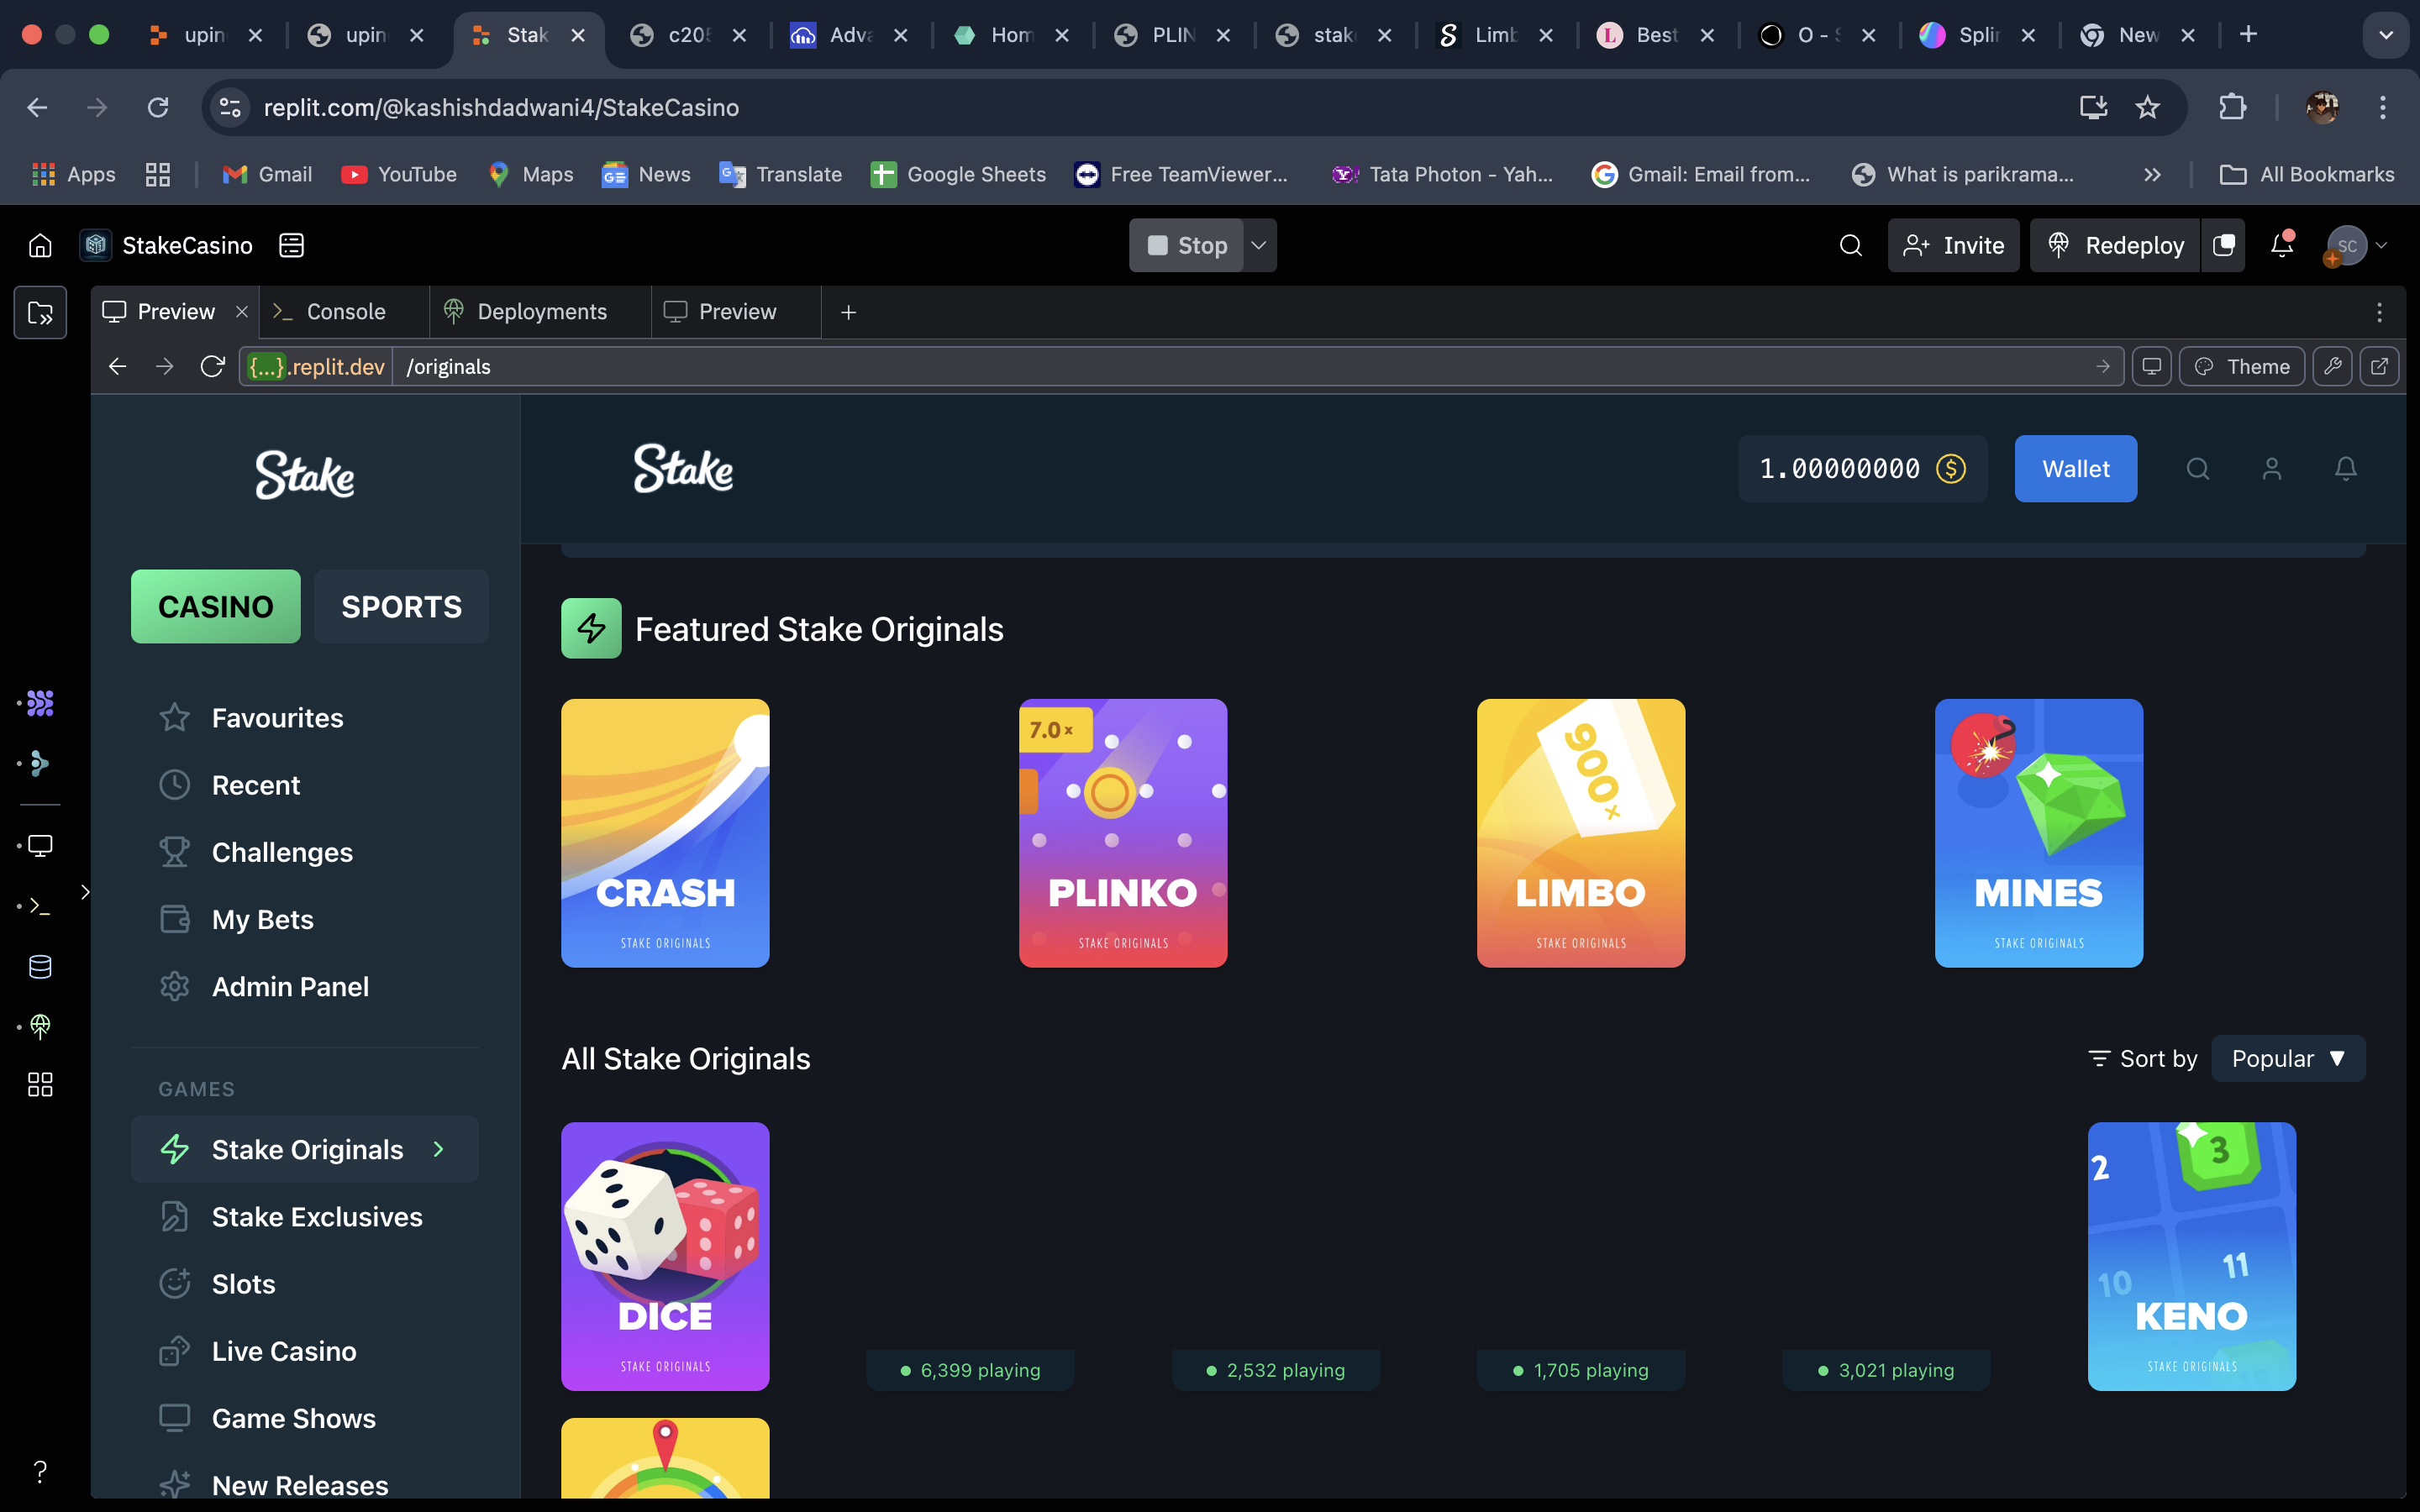 upin
upin
Stak
c205
Adva
Hom
PLIN
stak
Limb
Best
O - S
Splin
New
replit.com/@kashishdadwani4/StakeCasino
Apps
Gmail
YouTube
Maps
News
Translate
Google Sheets
Free TeamViewer...
Tata Photon - Yah...
Gmail: Email from...
What is parikrama...
All Bookmarks
StakeCasino
Stop
Invite
Redeploy
SC
Preview
Console
Deployments
Preview
{...}.replit.dev
/originals
Theme
Stake
Stake
1.00000000
Wallet
CASINO
SPORTS
Favourites
Recent
Challenges
My Bets
Admin Panel
GAMES
Stake Originals
Stake Exclusives
Slots
Live Casino
Game Shows
New Releases
Featured Stake Originals
CRASH
STAKE ORIGINALS
7.0×
PLINKO
STAKE ORIGINALS
900×
LIMBO
STAKE ORIGINALS
MINES
STAKE ORIGINALS
All Stake Originals
Sort by
Popular ▼
DICE
STAKE ORIGINALS
6,399 playing
2,532 playing
1,705 playing
3,021 playing
2
3
10
11
KENO
STAKE ORIGINALS